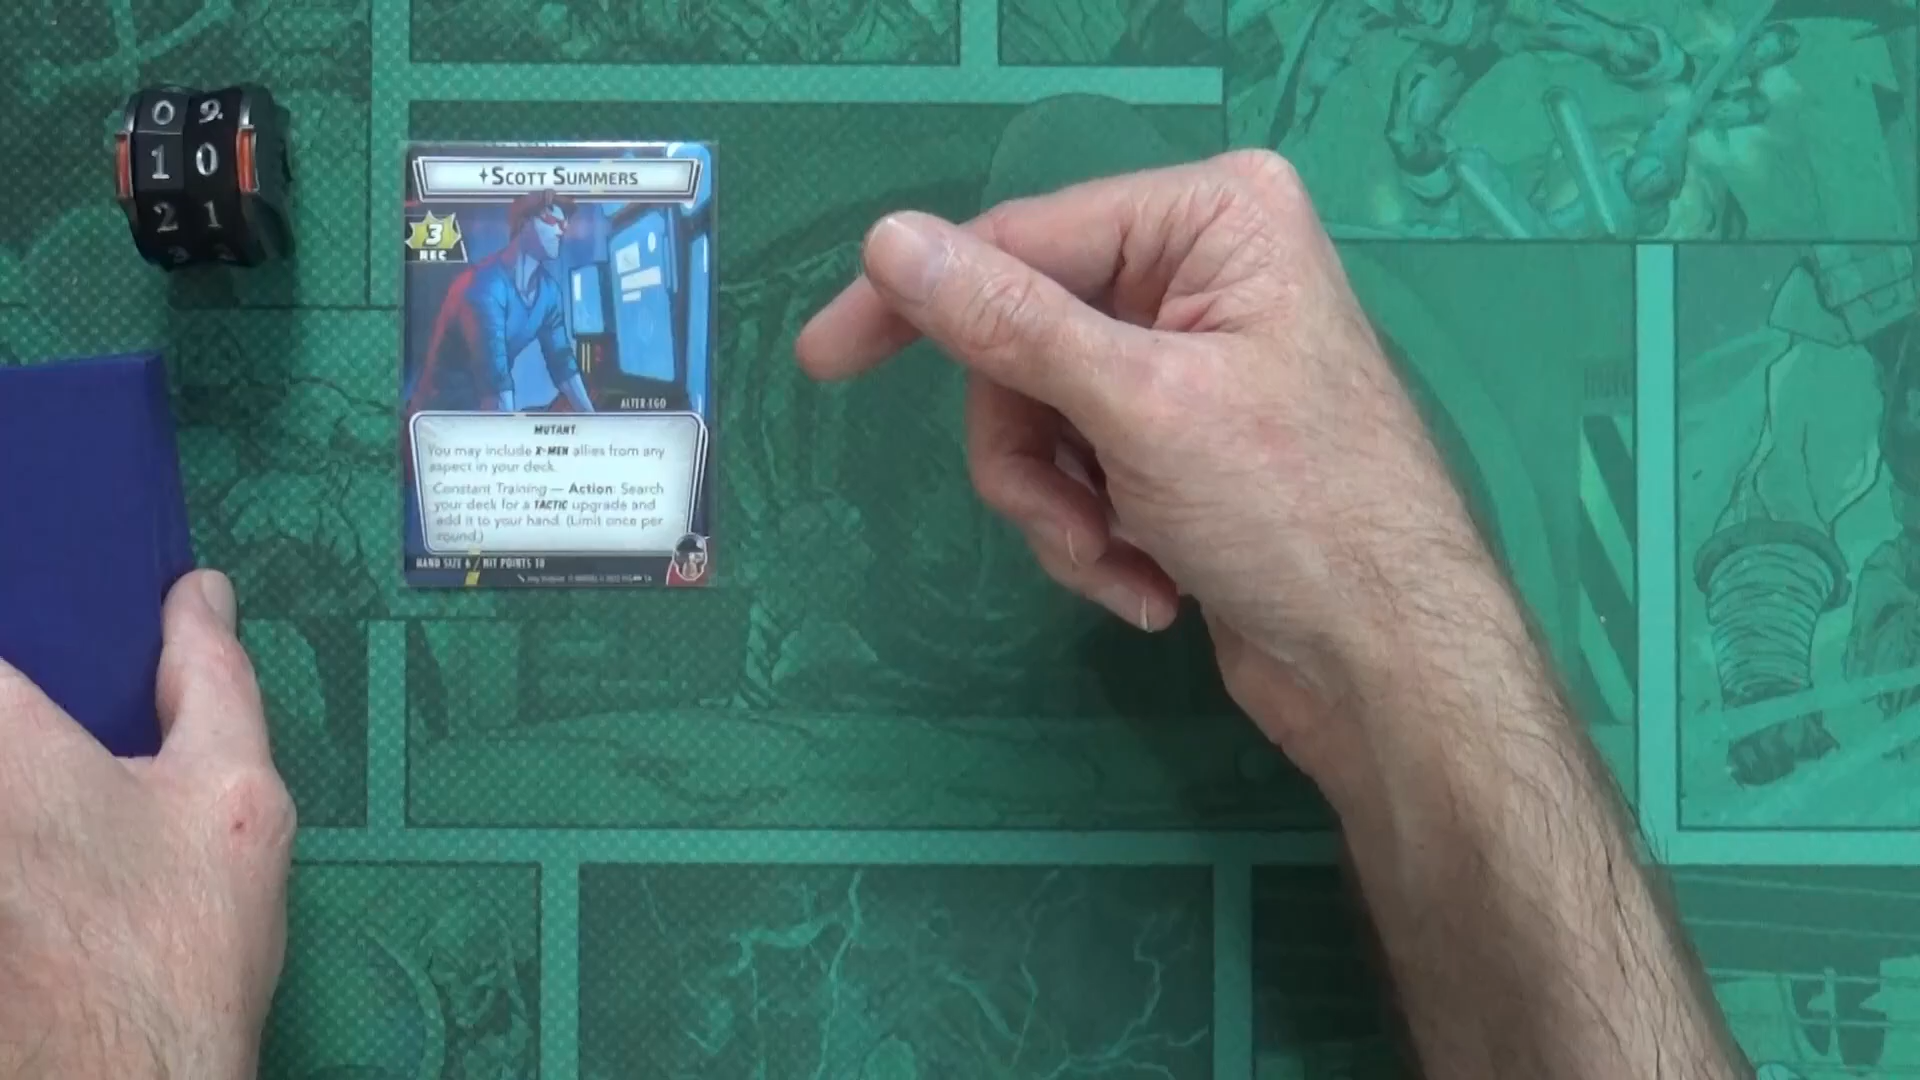 0 9
1 0
2 1
3 2
SCOTT SUMMERS
3
REC
ALTER-EGO
MUTANT.
You may include X-MEN allies from any
aspect in your deck.
Constant Training — Action: Search
your deck for a TACTIC upgrade and
add it to your hand. (Limit once per
round.)
HAND SIZE 6 / HIT POINTS 10